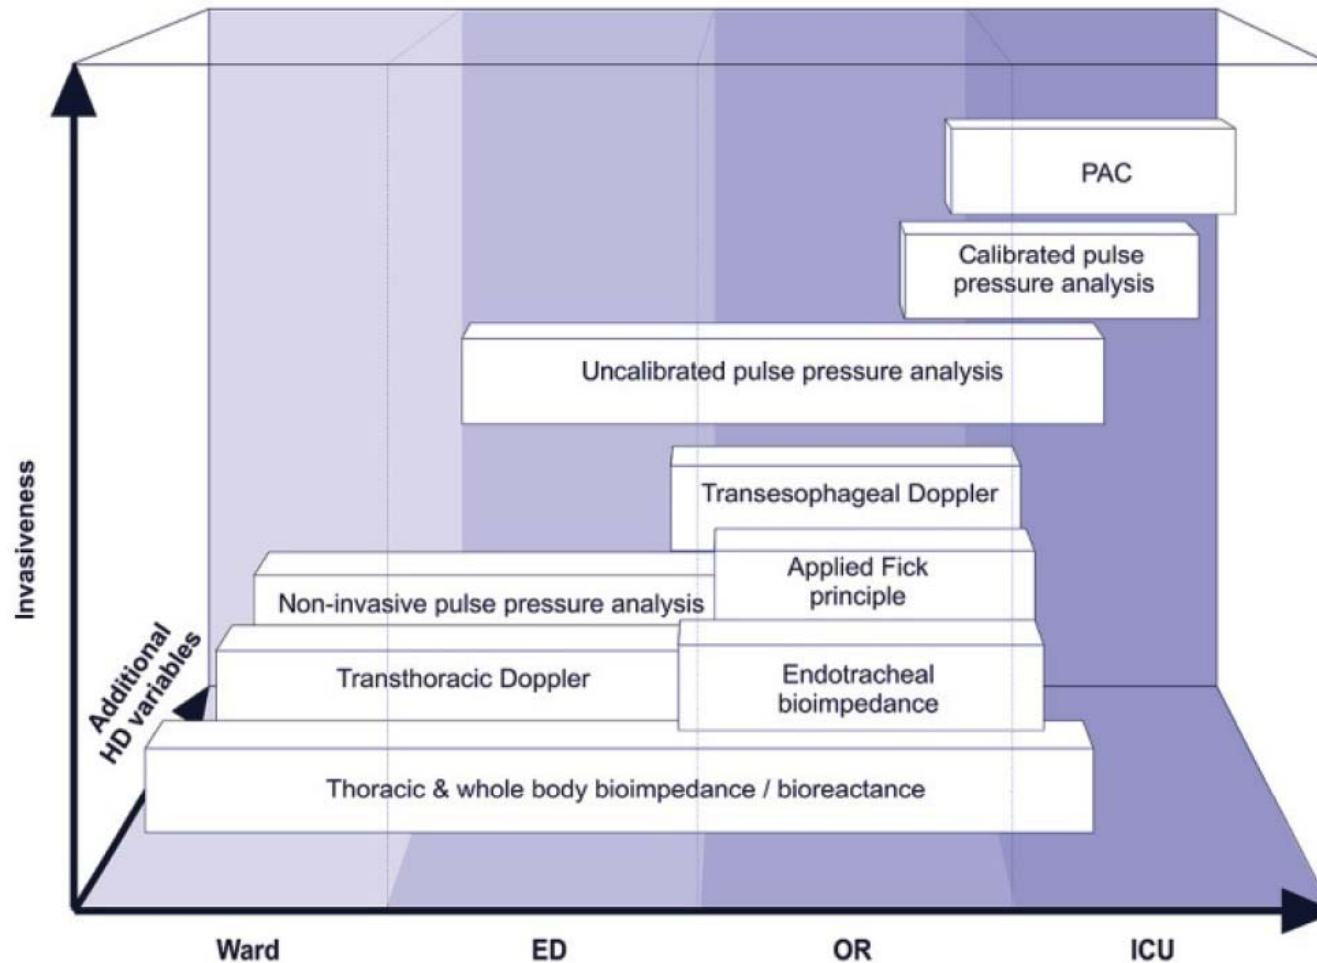 PAC
Calibrated pulse
pressure analysis
Uncalibrated pulse pressure analysis
Transesophageal Doppler
Applied Fick
principle
Non-invasive pulse pressure analysis
Transthoracic Doppler
Endotracheal
bioimpedance
Thoracic & whole body bioimpedance / bioreactance
Invasiveness
Additional
HD variables
Ward
ED
OR
ICU